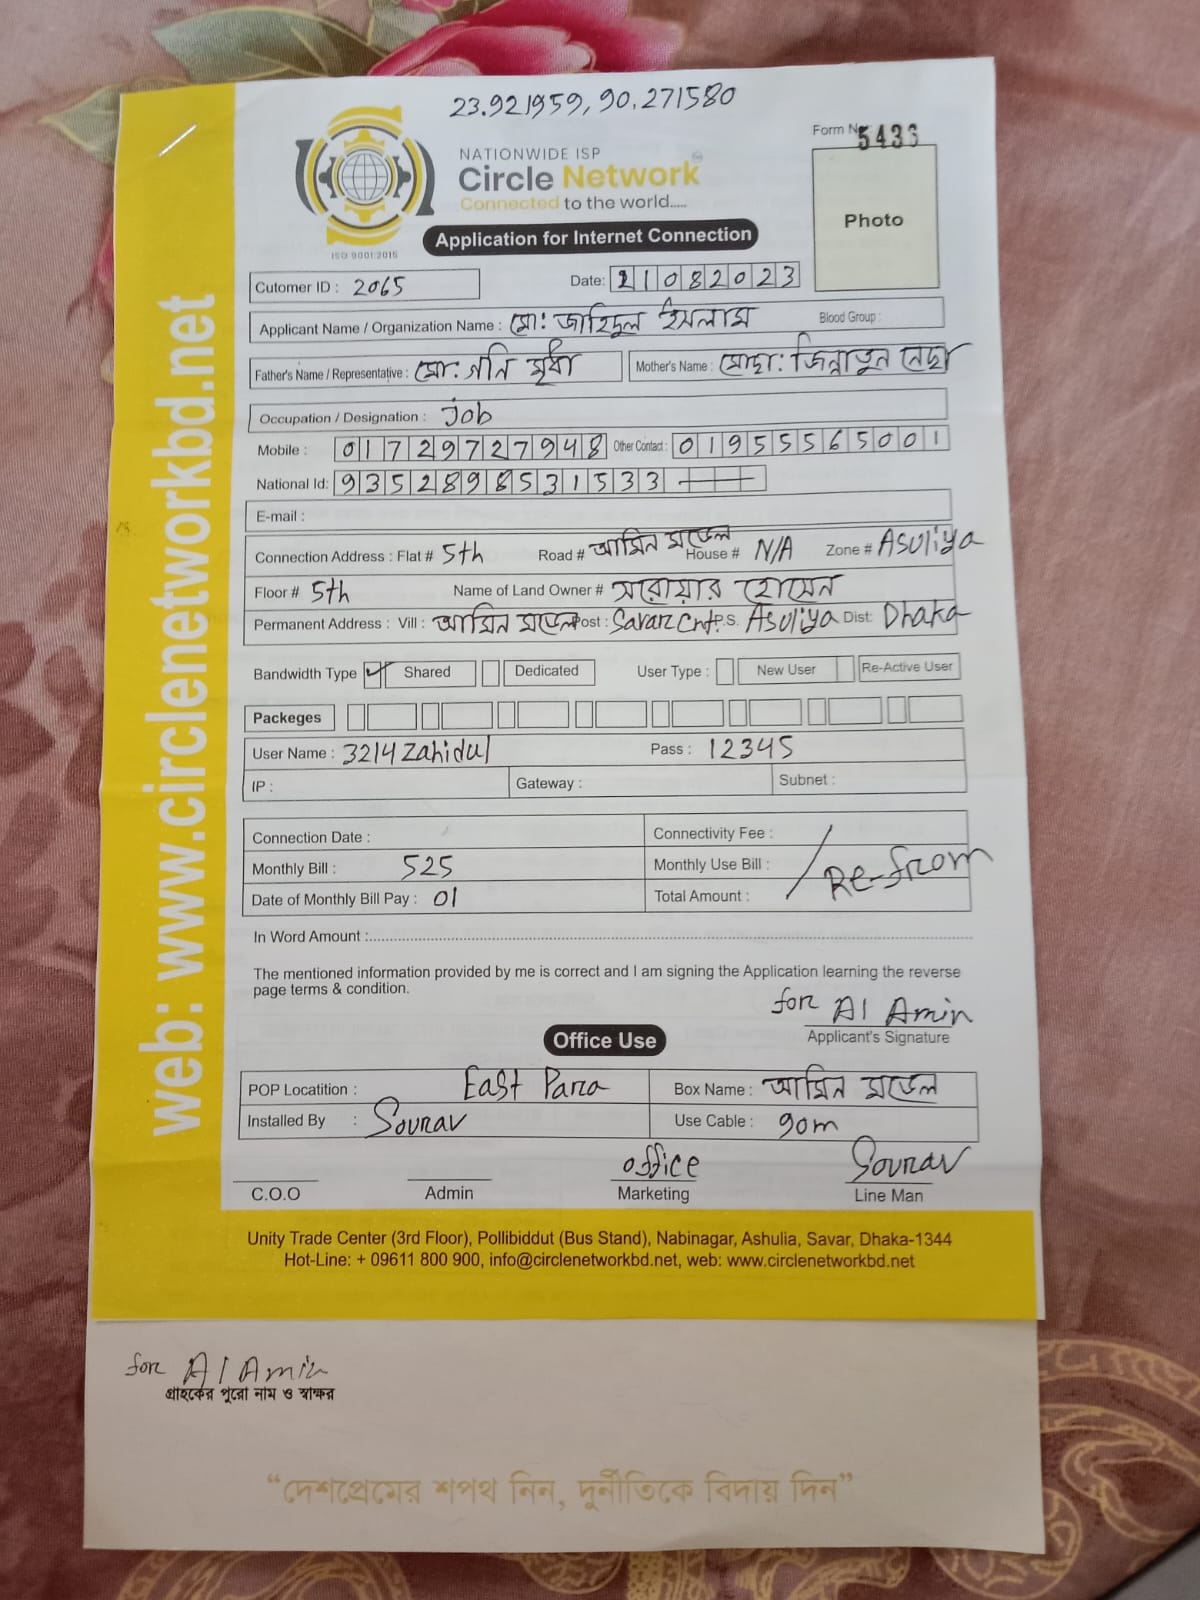 23.921959, 90.271580
Form No 5436
NATIONWIDE ISP
Circle Network
Connected to the world.....
ISO 9001:2015
Application for Internet Connection
Photo
Cutomer ID : 2065 Date: 21082023
Applicant Name / Organization Name : মো: জাহিদুল ইসলাম Blood Group :
Father's Name / Representative : মো: গনি মৃধা Mother's Name : মোছা: জিন্নাতুন নেছা
Occupation / Designation : Job
Mobile : 01729727948 Other Contact : 01955565001
National Id: 9352898531533
E-mail :
Connection Address : Flat # 5th Road # আমিন মডেল House # N/A Zone # Asuliya
Floor # 5th Name of Land Owner # সরোয়ার হোসেন
Permanent Address : Vill : আমিন মডেল Post : Savar Cnt P.S. Asuliya Dist: Dhaka
Bandwidth Type Shared Dedicated User Type : New User Re-Active User
Packeges
User Name : 3214Zahidul Pass : 12345
IP : Gateway : Subnet :
Connection Date : Connectivity Fee :
Monthly Bill : 525 Monthly Use Bill : Re-from
Date of Monthly Bill Pay : 01 Total Amount :
In Word Amount :
The mentioned information provided by me is correct and I am signing the Application learning the reverse
page terms & condition.
for Al Amin
Applicant's Signature
Office Use
POP Locatition : East Para Box Name : আমিন মডেল
Installed By : Sourav Use Cable : 90m
office Sourav
C.O.O Admin Marketing Line Man
Unity Trade Center (3rd Floor), Pollibiddut (Bus Stand), Nabinagar, Ashulia, Savar, Dhaka-1344
Hot-Line: + 09611 800 900, info@circlenetworkbd.net, web: www.circlenetworkbd.net
web: www.circlenetworkbd.net
for Al Amin
গ্রাহকের পুরো নাম ও স্বাক্ষর
“দেশপ্রেমের শপথ নিন, দুর্নীতিকে বিদায় দিন”